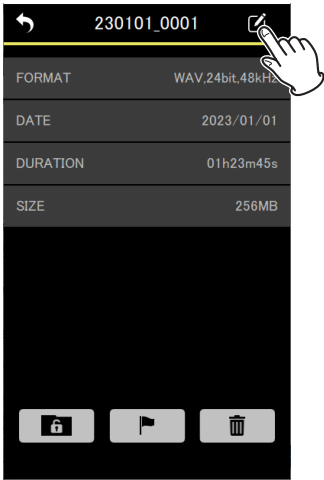 230101_0001
FORMAT WAV,24bit,48kHz
DATE 2023/01/01
DURATION 01h23m45s
SIZE 256MB